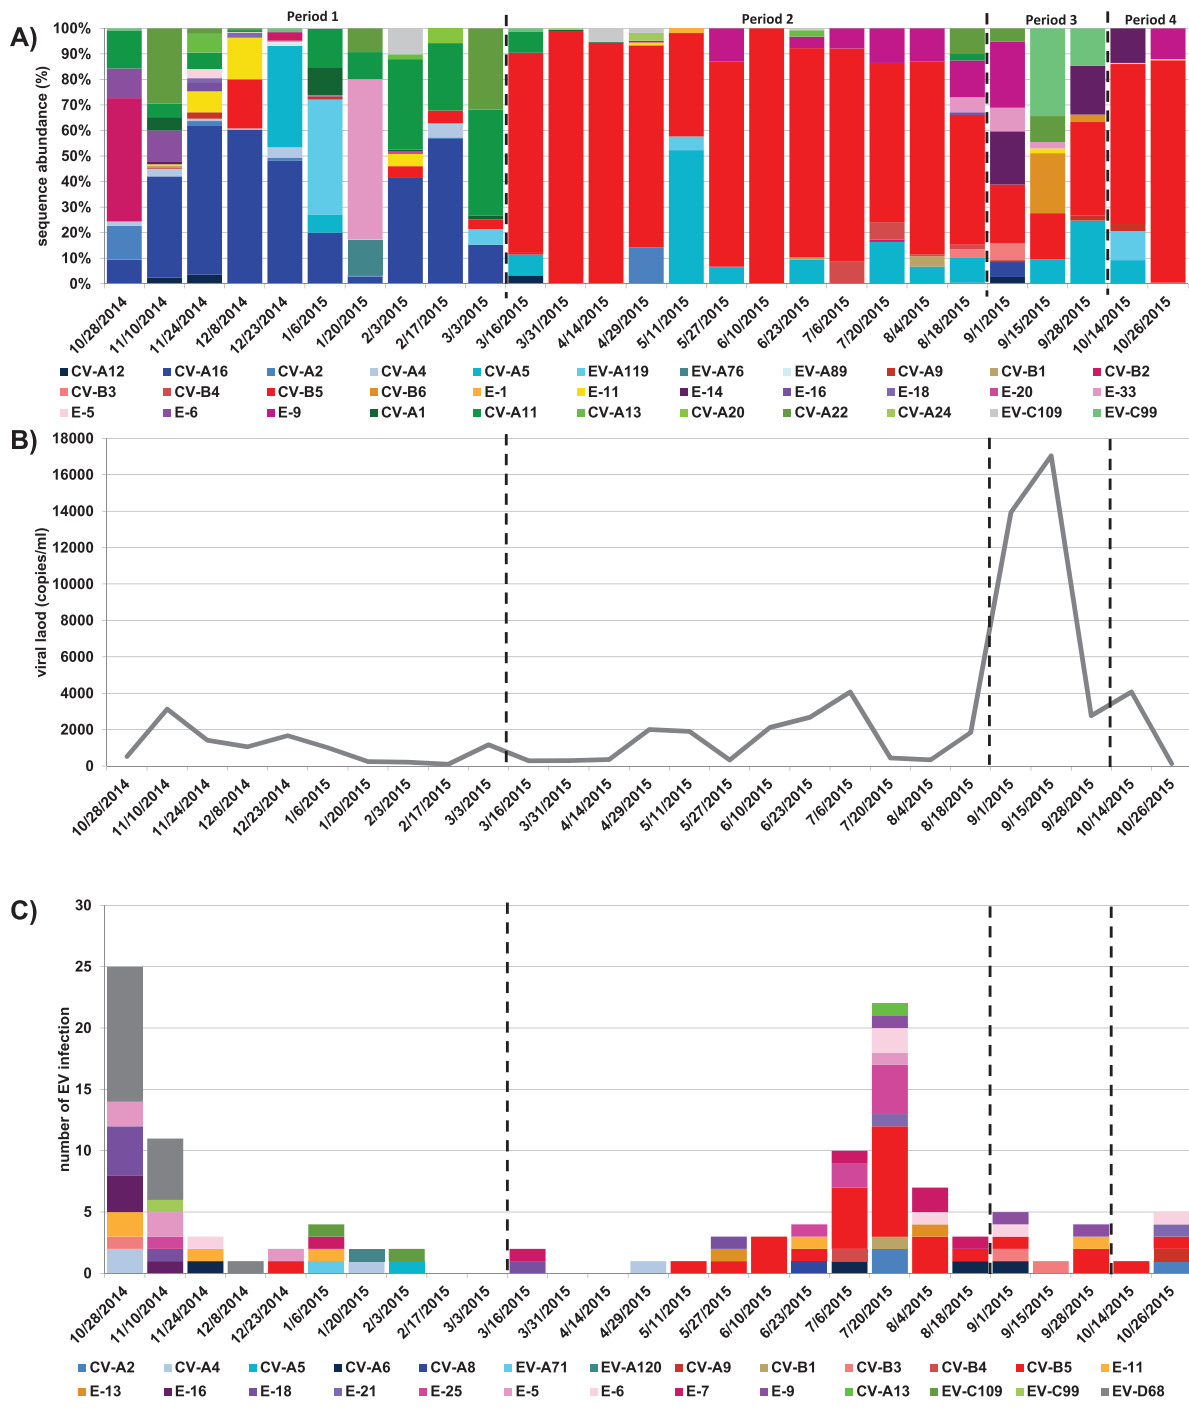 A)
Period 1
Period 2
Period 3
Period 4
sequence abundance (%)
100%
90%
80%
70%
60%
50%
40%
30%
20%
10%
0%
10/28/2014 11/10/2014 11/24/2014 12/8/2014 12/23/2014 1/6/2015 1/20/2015 2/3/2015 2/17/2015 3/3/2015 3/16/2015 3/31/2015 4/14/2015 4/29/2015 5/11/2015 5/27/2015 6/10/2015 6/23/2015 7/6/2015 7/20/2015 8/4/2015 8/18/2015 9/1/2015 9/15/2015 9/28/2015 10/14/2015 10/26/2015
CV-A12 CV-A16 CV-A2 CV-A4 CV-A5 EV-A119 EV-A76 EV-A89 CV-A9 CV-B1 CV-B2
CV-B3 CV-B4 CV-B5 CV-B6 E-1 E-11 E-14 E-16 E-18 E-20 E-33
E-5 E-6 E-9 CV-A1 CV-A11 CV-A13 CV-A20 CV-A22 CV-A24 EV-C109 EV-C99
B)
viral laod (copies/ml)
18000
16000
14000
12000
10000
8000
6000
4000
2000
0
10/28/2014 11/10/2014 11/24/2014 12/8/2014 12/23/2014 1/6/2015 1/20/2015 2/3/2015 2/17/2015 3/3/2015 3/16/2015 3/31/2015 4/14/2015 4/29/2015 5/11/2015 5/27/2015 6/10/2015 6/23/2015 7/6/2015 7/20/2015 8/4/2015 8/18/2015 9/1/2015 9/15/2015 9/28/2015 10/14/2015 10/26/2015
C)
number of EV infection
30
25
20
15
10
5
0
10/28/2014 11/10/2014 11/24/2014 12/8/2014 12/23/2014 1/6/2015 1/20/2015 2/3/2015 2/17/2015 3/3/2015 3/16/2015 3/31/2015 4/14/2015 4/29/2015 5/11/2015 5/27/2015 6/10/2015 6/23/2015 7/6/2015 7/20/2015 8/4/2015 8/18/2015 9/1/2015 9/15/2015 9/28/2015 10/14/2015 10/26/2015
CV-A2 CV-A4 CV-A5 CV-A6 CV-A8 EV-A71 EV-A120 CV-A9 CV-B1 CV-B3 CV-B4 CV-B5 E-11
E-13 E-16 E-18 E-21 E-25 E-5 E-6 E-7 E-9 CV-A13 EV-C109 EV-C99 EV-D68